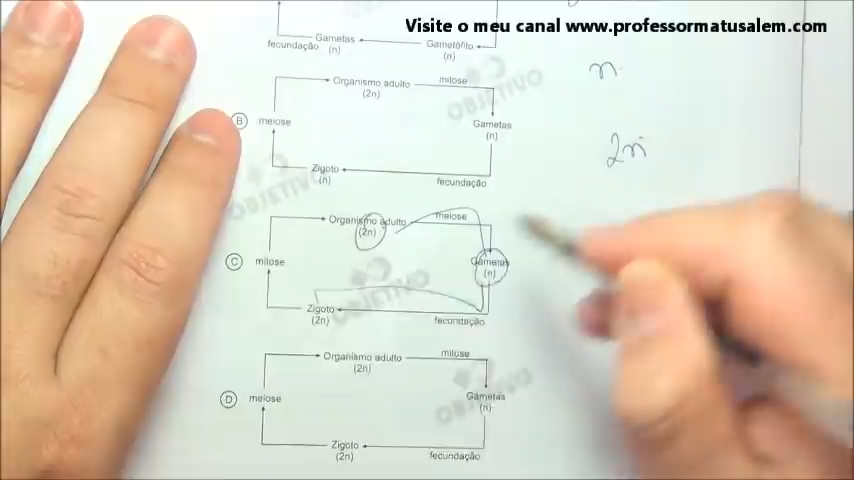 Visite o meu canal www.professormatusalem.com
Gametas
(n)
fecundação
Gametófito
(n)
n
B
Organismo adulto
(2n)
mitose
meiose
Gametas
(n)
Zigoto
(n)
fecundação
2n
C
Organismo adulto
(2n)
meiose
mitose
Gametas
(n)
Zigoto
(2n)
fecundação
D
Organismo adulto
(2n)
mitose
meiose
Gâmetas
(n)
Zigoto
(2n)
fecundação